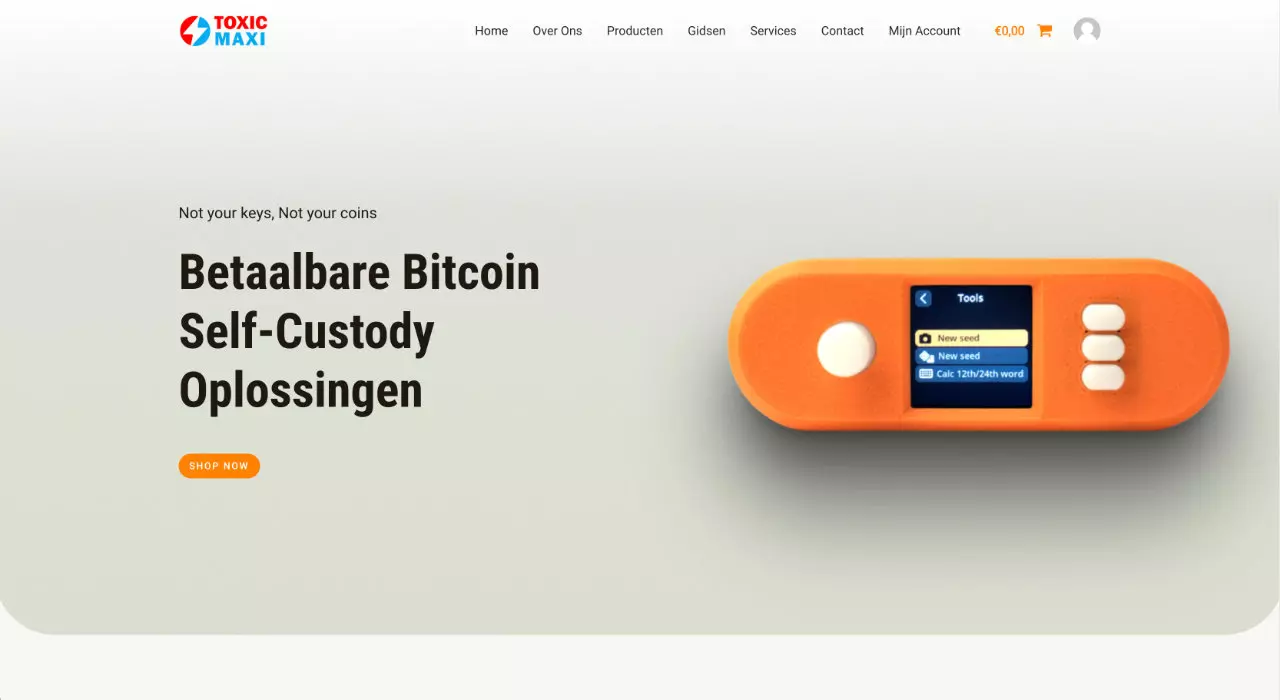 TOXIC
MAXI
Home Over Ons Producten Gidsen Services Contact Mijn Account €0,00
Not your keys, Not your coins
Betaalbare Bitcoin
Self-Custody
Oplossingen
SHOP NOW
Tools
New seed
New seed
Calc 12th/24th word